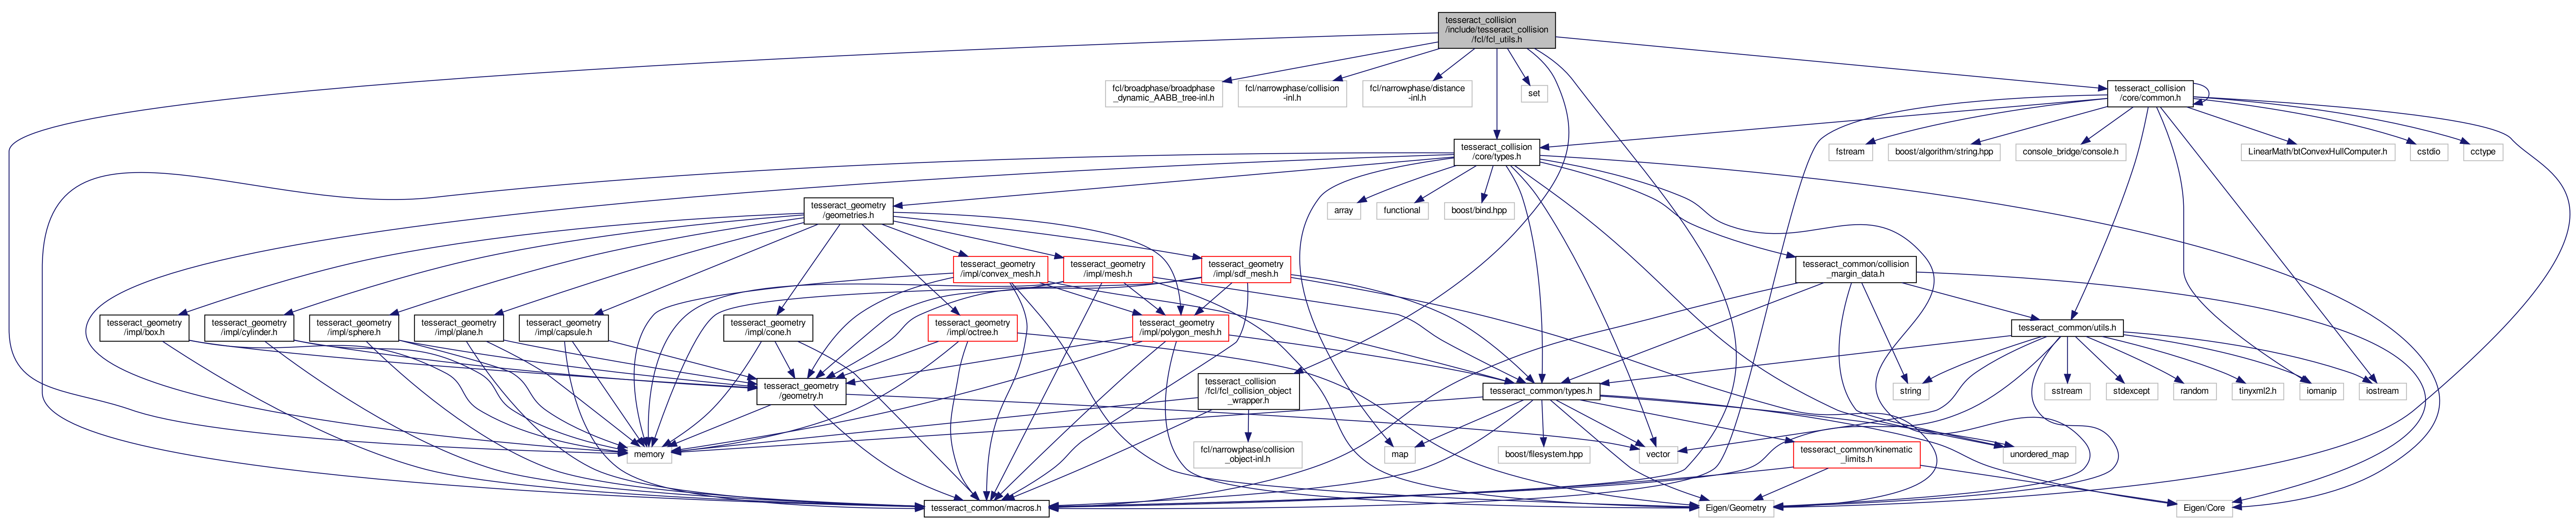 tesseract_collision
/include/tesseract_collision
/fcl/fcl_utils.h
fcl/broadphase/broadphase
_dynamic_AABB_tree-inl.h
fcl/narrowphase/collision
-inl.h
fcl/narrowphase/distance
-inl.h
set
tesseract_collision
/core/common.h
tesseract_collision
/core/types.h
fstream
boost/algorithm/string.hpp
console_bridge/console.h
LinearMath/btConvexHullComputer.h
cstdio
cctype
tesseract_geometry
/geometries.h
array
functional
boost/bind.hpp
tesseract_geometry
/impl/convex_mesh.h
tesseract_geometry
/impl/mesh.h
tesseract_geometry
/impl/sdf_mesh.h
tesseract_common/collision
_margin_data.h
tesseract_geometry
/impl/box.h
tesseract_geometry
/impl/cylinder.h
tesseract_geometry
/impl/sphere.h
tesseract_geometry
/impl/plane.h
tesseract_geometry
/impl/capsule.h
tesseract_geometry
/impl/cone.h
tesseract_geometry
/impl/octree.h
tesseract_geometry
/impl/polygon_mesh.h
tesseract_common/utils.h
tesseract_geometry
/geometry.h
tesseract_collision
/fcl/fcl_collision_object
_wrapper.h
tesseract_common/types.h
string
sstream
stdexcept
random
tinyxml2.h
iomanip
iostream
memory
fcl/narrowphase/collision
_object-inl.h
map
boost/filesystem.hpp
vector
tesseract_common/kinematic
_limits.h
unordered_map
tesseract_common/macros.h
Eigen/Geometry
Eigen/Core